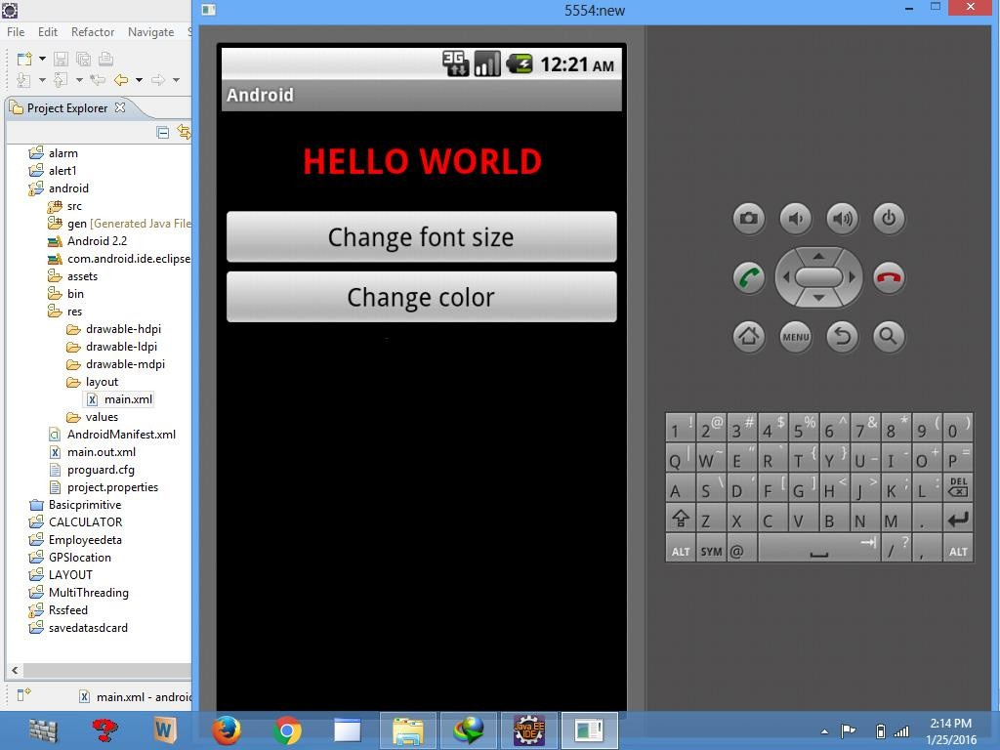 5554:new
File Edit Refactor Navigate S
Project Explorer
alarm
alert1
android
src
gen [Generated Java File
Android 2.2
com.android.ide.eclipse
assets
bin
res
drawable-hdpi
drawable-ldpi
drawable-mdpi
layout
main.xml
values
AndroidManifest.xml
main.out.xml
proguard.cfg
project.properties
Basicprimitive
CALCULATOR
Employeedeta
GPSlocation
LAYOUT
MultiThreading
Rssfeed
savedatasdcard
main.xml - androic
3G 12:21 AM
Android
HELLO WORLD
Change font size
Change color
MENU
1 ! 2 @ 3 # 4 $ 5 % 6 ^ 7 & 8 * 9 ( 0 )
Q | W ~ E " R ` T { Y } U _ I - O + P =
A S \ D ' F [ G ] H < J > K ; L : DEL
Z X C V B N M .
ALT SYM @ / ? , ALT
W Java EE IDE
2:14 PM
1/25/2016